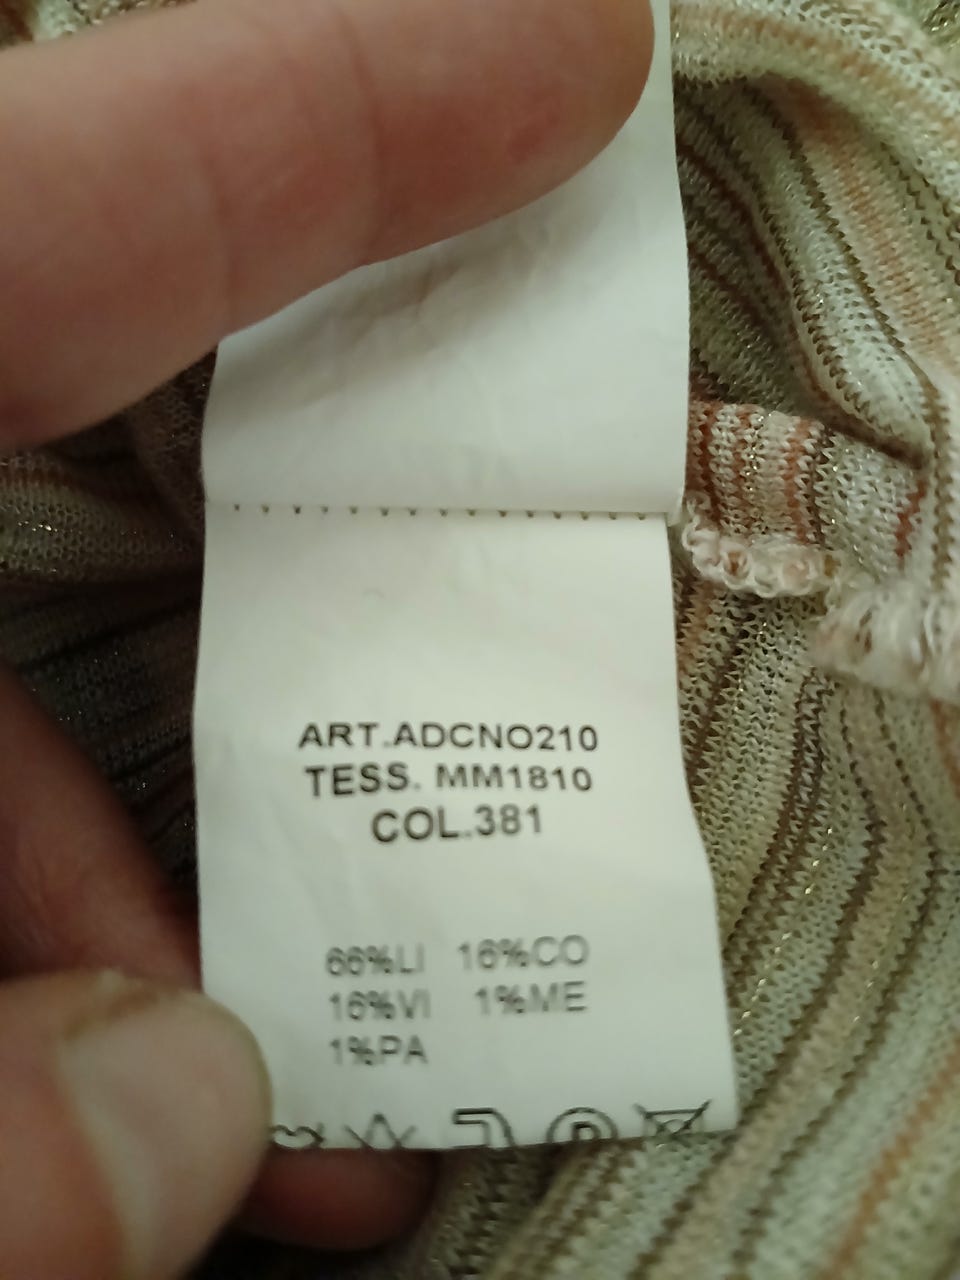 ART.ADCNO210
TESS. MM1810
COL.381
66%LI 16%CO
16%VI 1%ME
1%PA